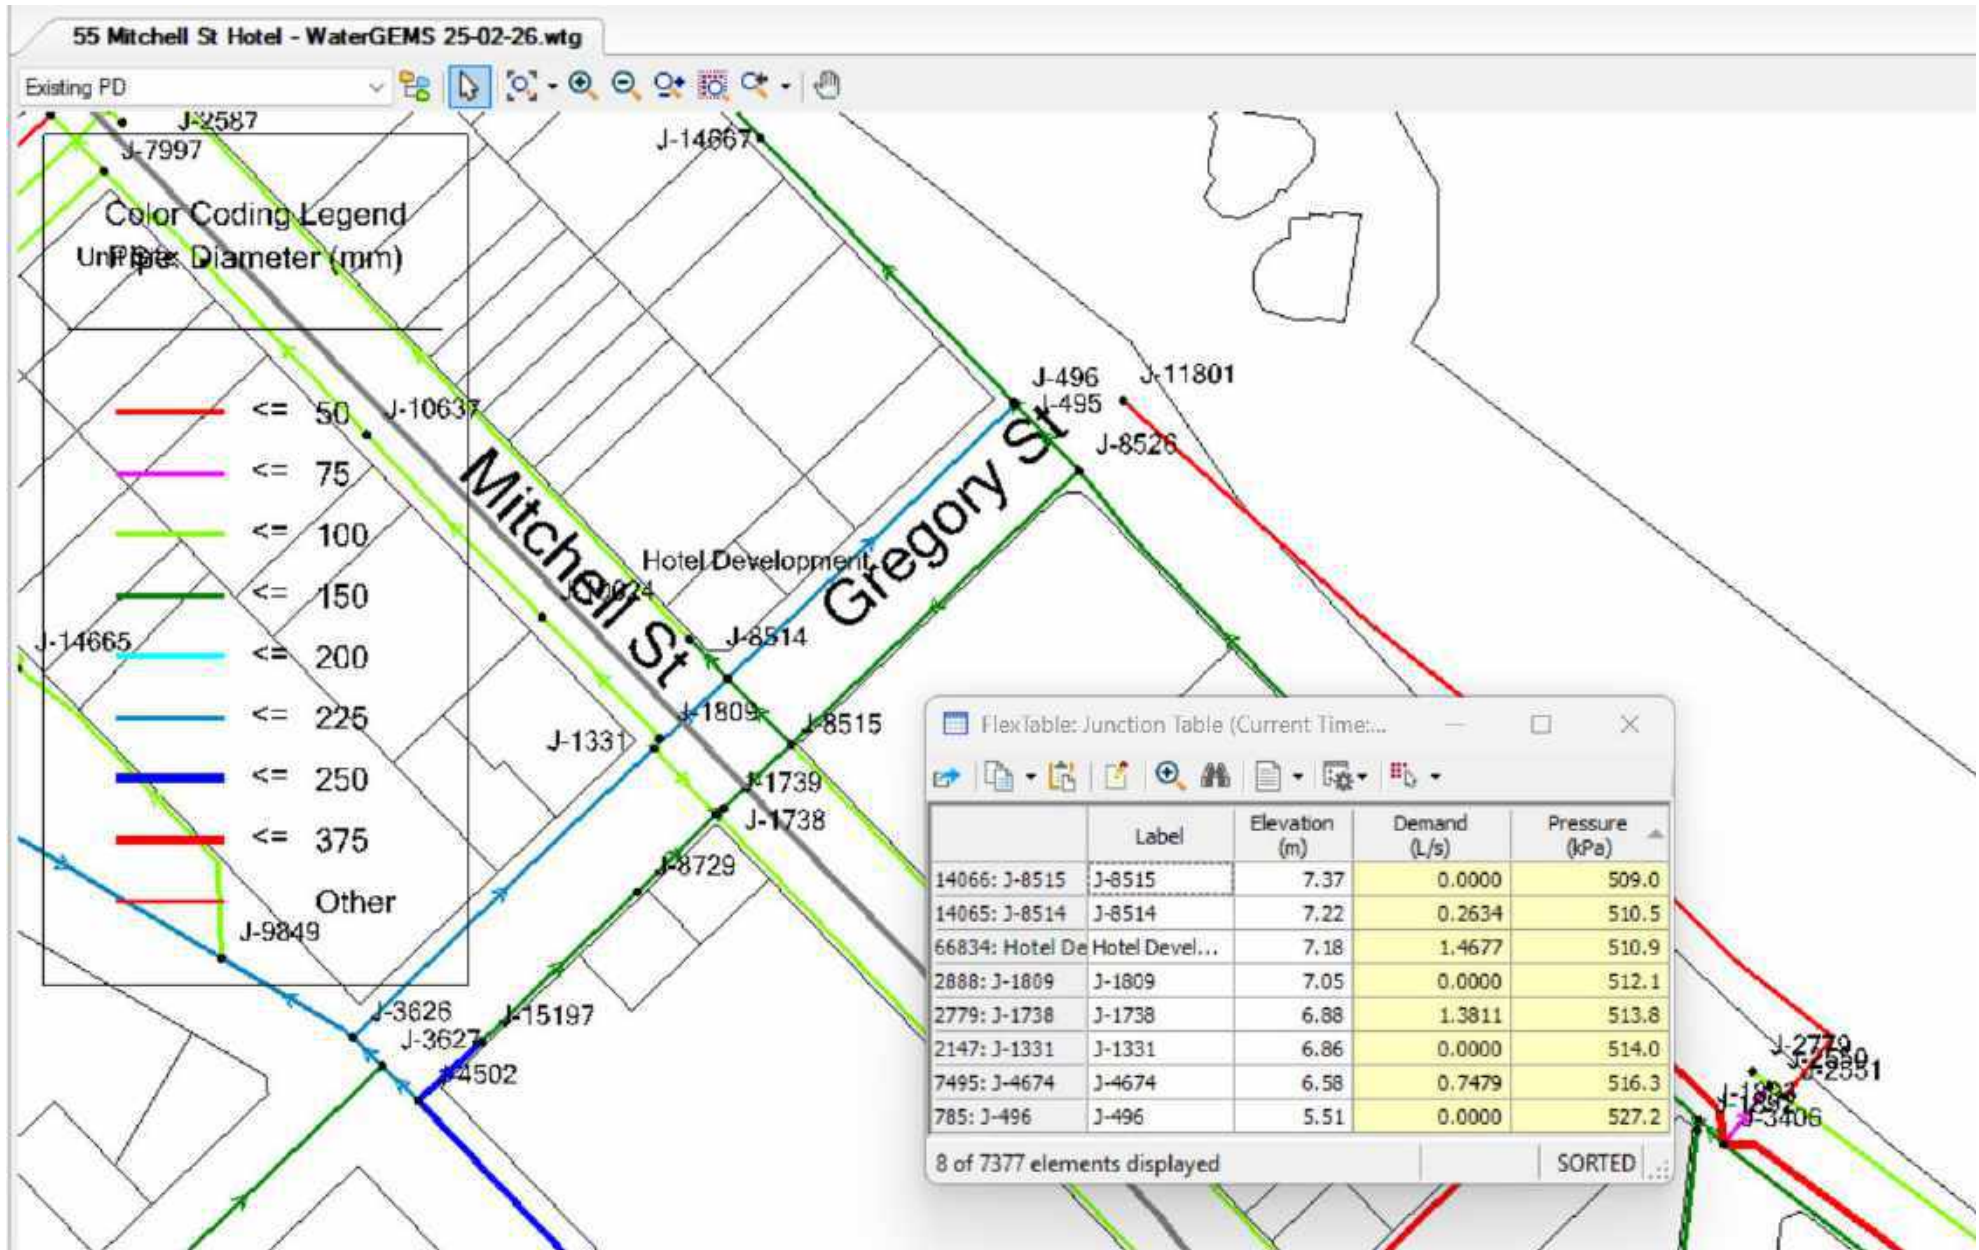 55 Mitchell St Hotel - WaterGEMS 25-02-26.wtg
Existing PD
J-2587
J-7997
J-14667
Color Coding Legend
Pipe: Diameter (mm)
<= 50
<= 75
<= 100
<= 150
<= 200
<= 225
<= 250
<= 375
Other
J-10637
J-496
J-11801
J-495
J-8526
Mitchell St
Gregory St
Hotel Development
J-14665
J-8514
J-1809
J-8515
J-1331
J-1739
J-1738
J-8729
J-9849
J-3626
J-15197
J-3627
4502
FlexTable: Junction Table (Current Time:...
Label Elevation (m) Demand (L/s) Pressure (kPa)
14066: J-8515 J-8515 7.37 0.0000 509.0
14065: J-8514 J-8514 7.22 0.2634 510.5
66834: Hotel De Hotel Devel... 7.18 1.4677 510.9
2888: J-1809 J-1809 7.05 0.0000 512.1
2779: J-1738 J-1738 6.88 1.3811 513.8
2147: J-1331 J-1331 6.86 0.0000 514.0
7495: J-4674 J-4674 6.58 0.7479 516.3
785: J-496 J-496 5.51 0.0000 527.2
8 of 7377 elements displayed
SORTED
J-2779
J-3406